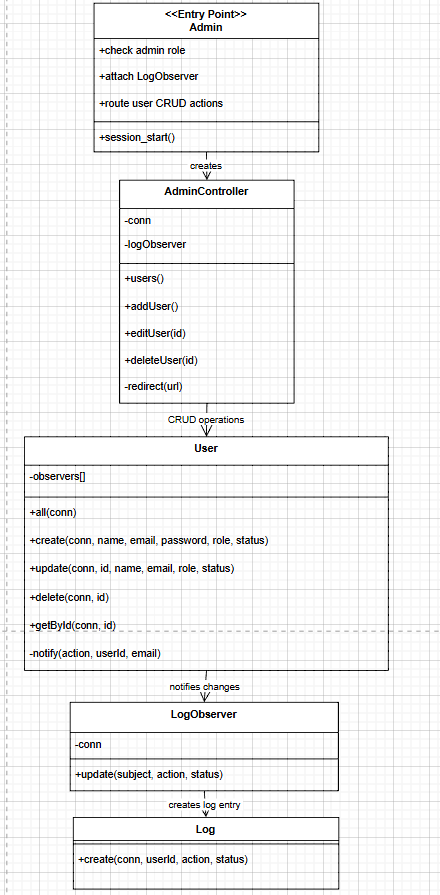 <<Entry Point>>
Admin
+check admin role
+attach LogObserver
+route user CRUD actions
+session_start()
creates
AdminController
-conn
-logObserver
+users()
+addUser()
+editUser(id)
+deleteUser(id)
-redirect(url)
CRUD operations
User
-observers[]
+all(conn)
+create(conn, name, email, password, role, status)
+update(conn, id, name, email, role, status)
+delete(conn, id)
+getById(conn, id)
-notify(action, userId, email)
notifies changes
LogObserver
-conn
+update(subject, action, status)
creates log entry
Log
+create(conn, userId, action, status)